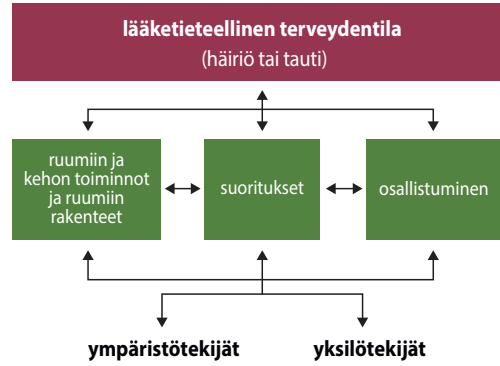 lääketieteellinen terveydentila
(häiriö tai tauti)
ruumiin ja
kehon toiminnot
ja ruumiin
rakenteet
suoritukset
osallistuminen
ympäristötekijät
yksilötekijät